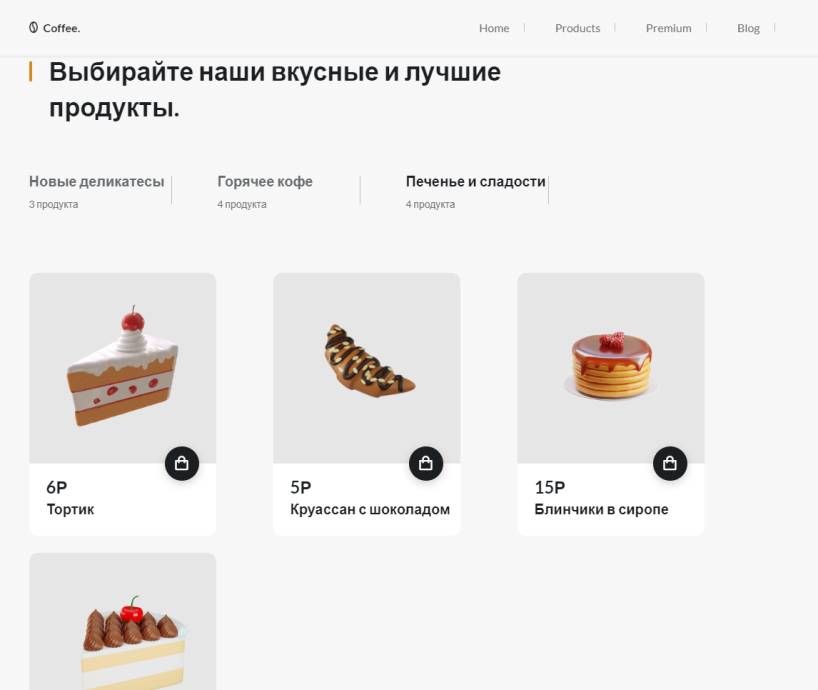 Coffee.
Home
Products
Premium
Blog
Выбирайте наши вкусные и лучшие
продукты.
Новые деликатесы
3 продукта
Горячее кофе
4 продукта
Печенье и сладости
4 продукта
6Р
Тортик
5Р
Круассан с шоколадом
15Р
Блинчики в сиропе